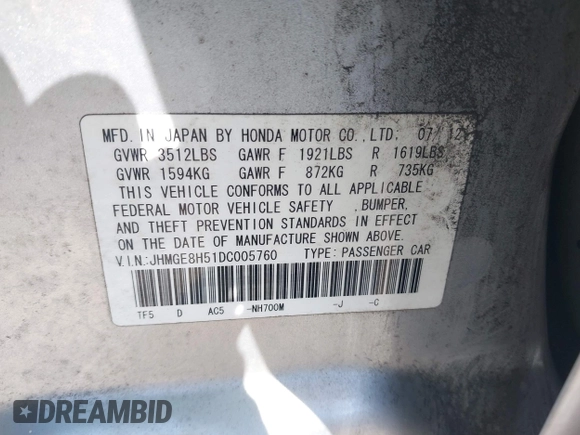 MFD. IN JAPAN BY HONDA MOTOR CO.,LTD. 07/12
GVWR 3512LBS GAWR F 1921LBS R 1619LBS
GVWR 1594KG GAWR F 872KG R 735KG
THIS VEHICLE CONFORMS TO ALL APPLICABLE
FEDERAL MOTOR VEHICLE SAFETY , BUMPER,
AND THEFT PREVENTION STANDARDS IN EFFECT
ON THE DATE OF MANUFACTURE SHOWN ABOVE.
V.I.N.:JHMGE8H51DC005760 TYPE: PASSENGER CAR
TF5 D AC5 -NH700M -J -C
DREAMBID